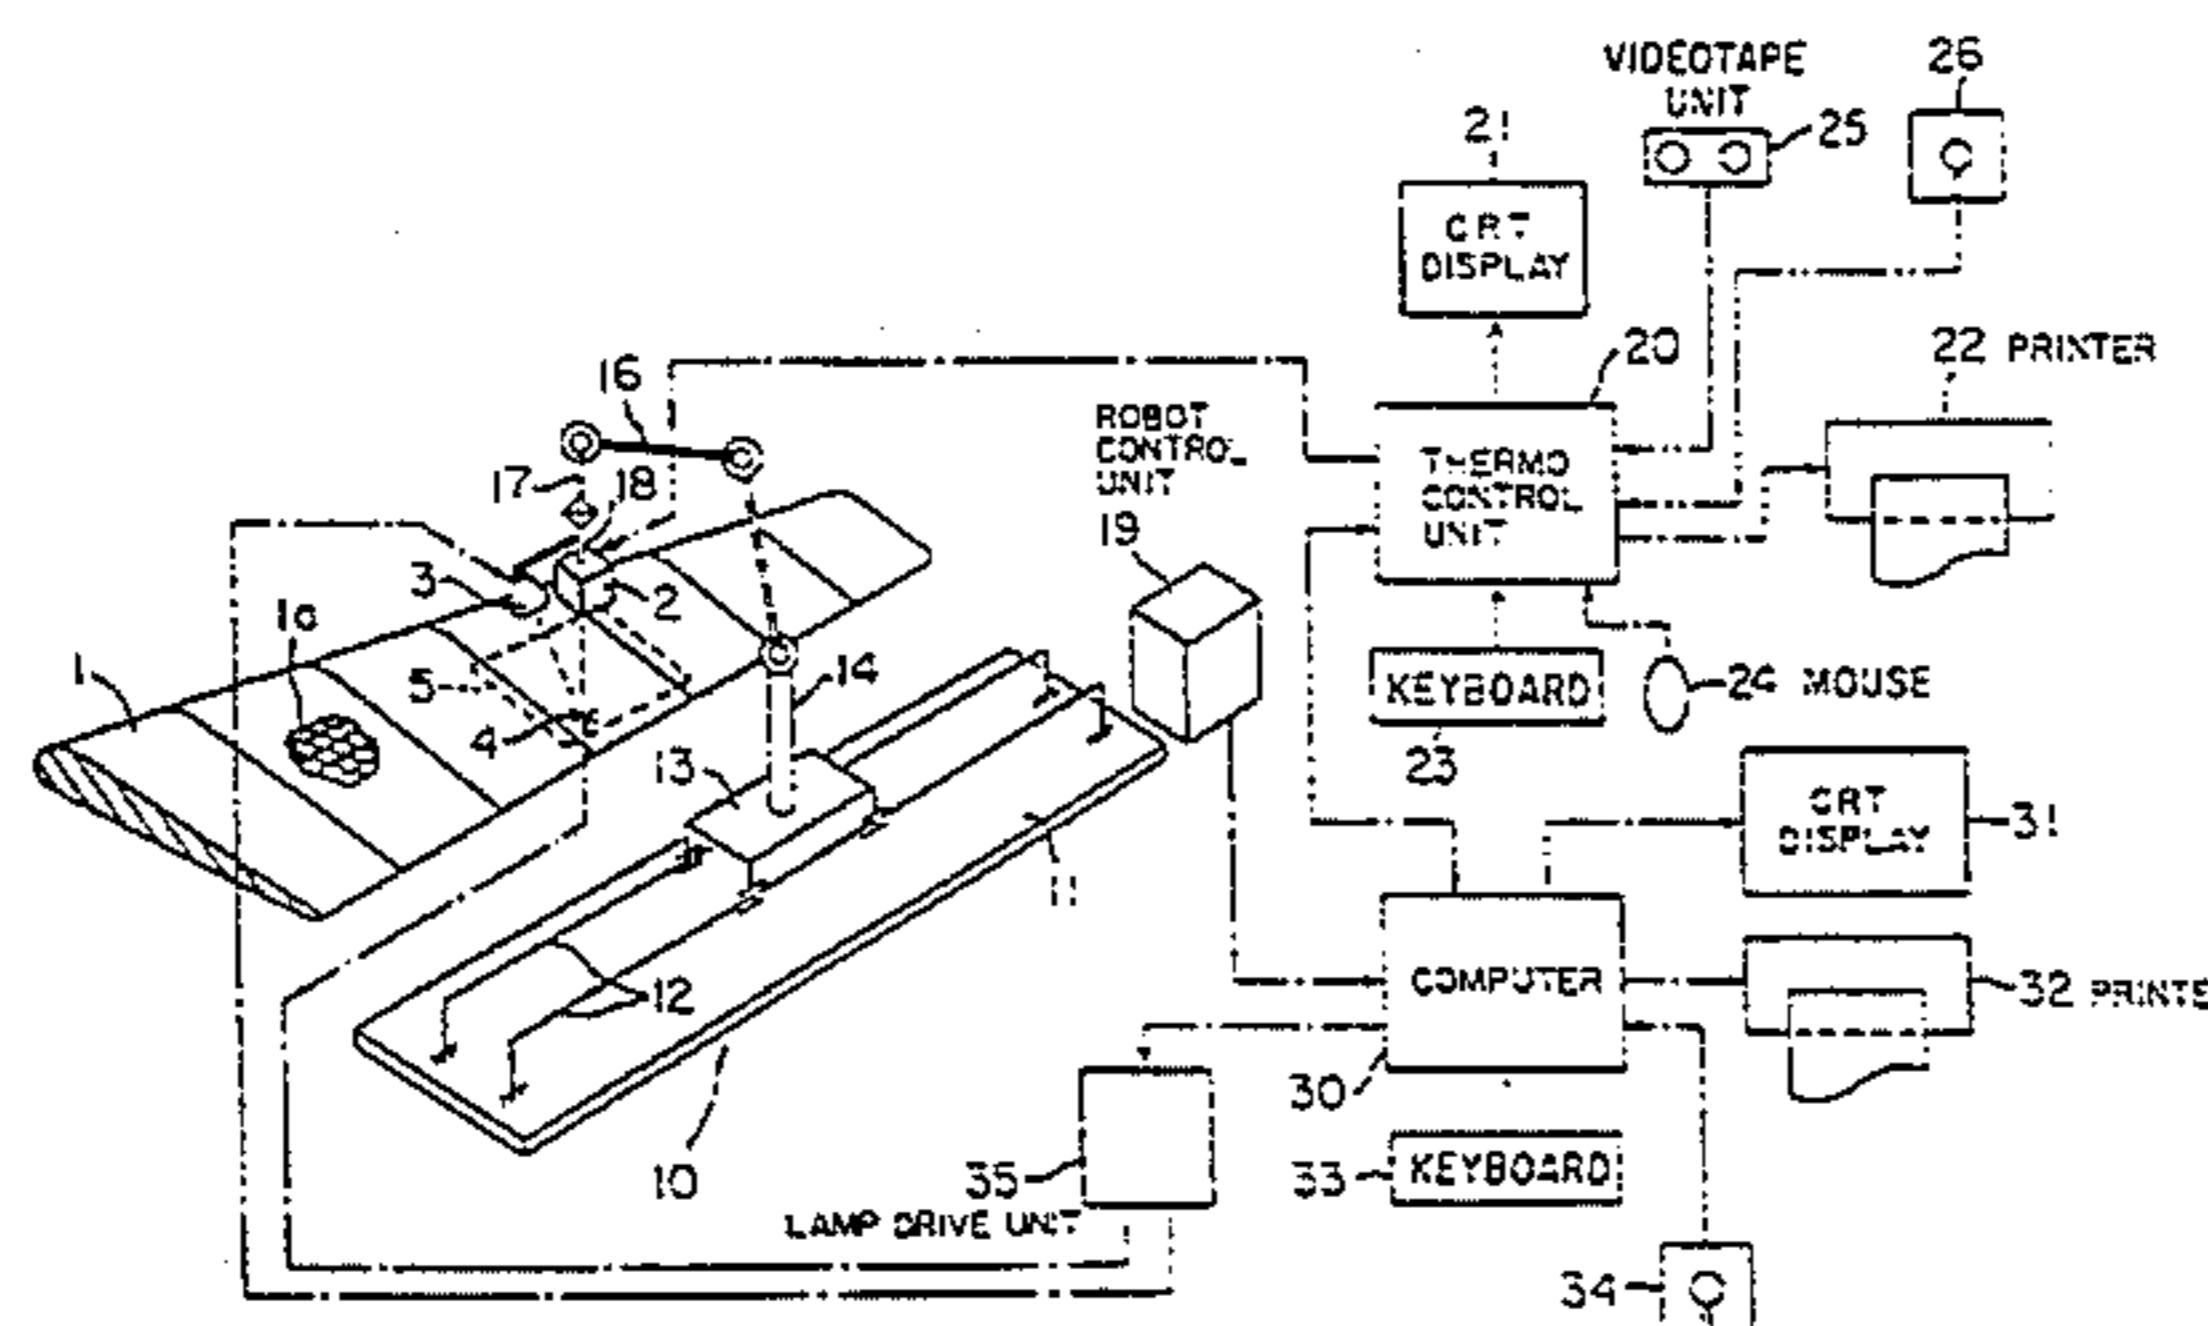 VIDEOTAPE
UNIT
26
25
21
CRT
DISPLAY
20
22 PRINTER
16
ROBOT
CONTROL
UNIT
17
18
THERMO
CONTROL
UNIT
19
3
2
1a
1
5
14
KEYBOARD
24 MOUSE
4
13
23
CRT
DISPLAY
31
11
12
COMPUTER
32 PRINTE
30
10
35
33
KEYBOARD
LAMP DRIVE UNIT
34